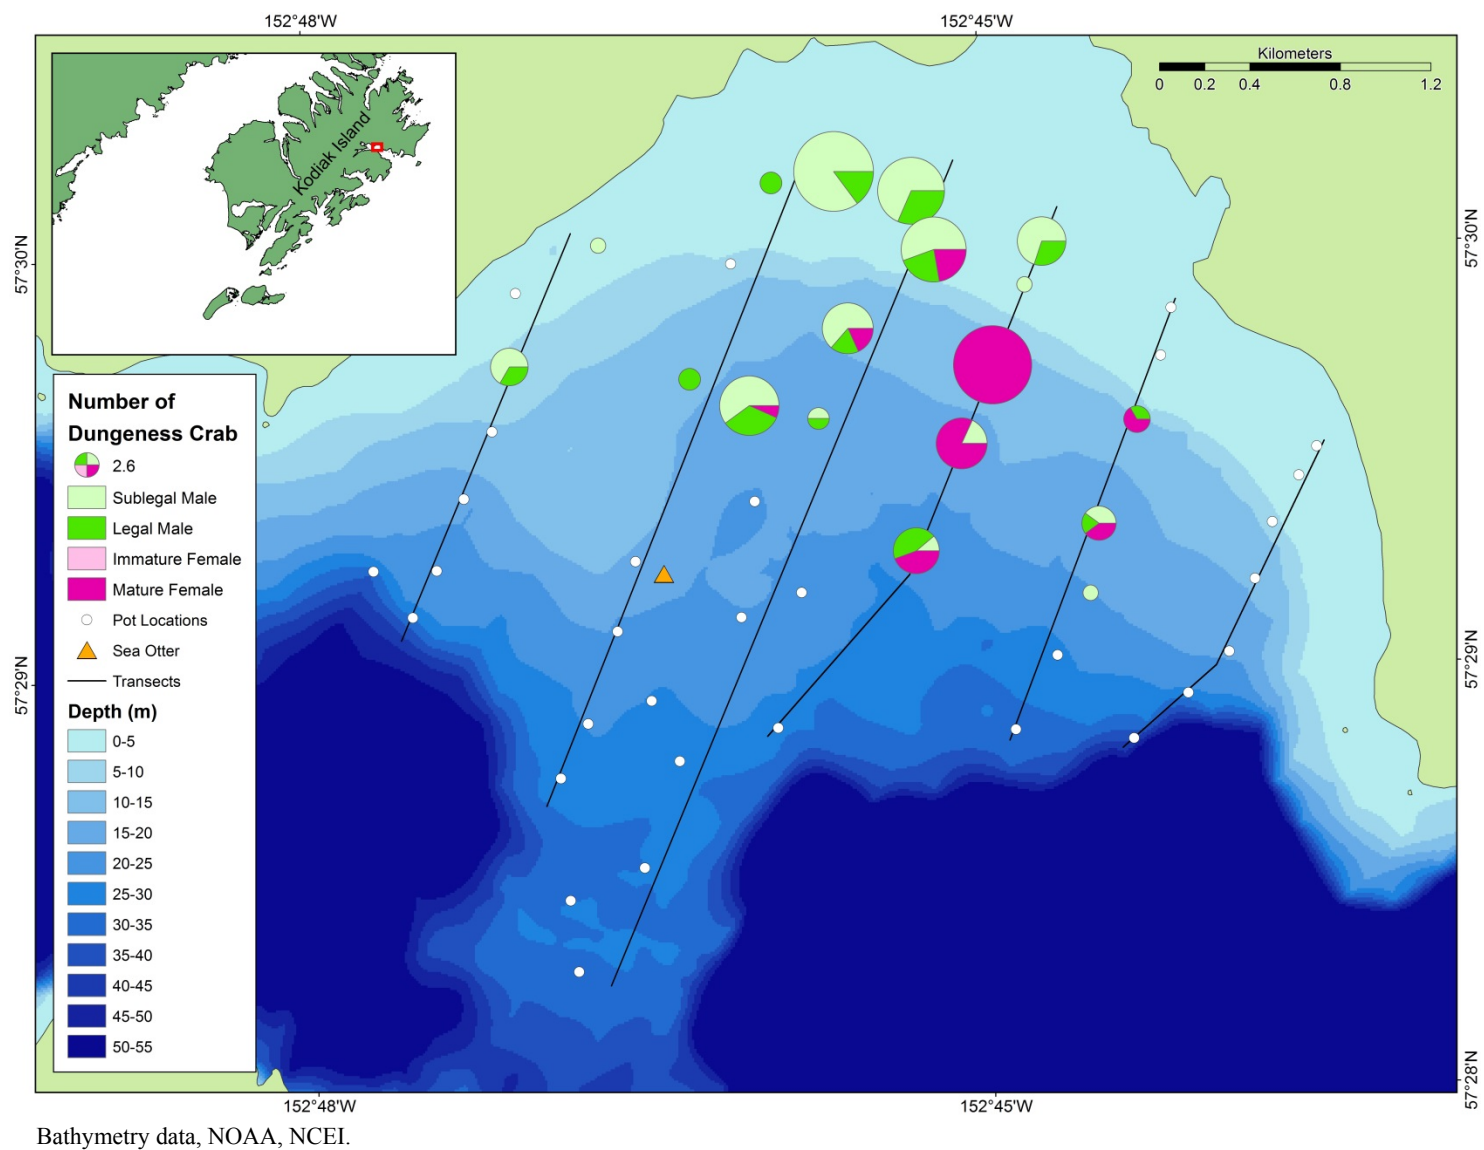 152°48'W
152°45'W
Kilometers
0 0.2 0.4 0.8 1.2
Kodiak Island
57°30'N
57°30'N
Number of
Dungeness Crab
2.6
Sublegal Male
Legal Male
Immature Female
Mature Female
Pot Locations
Sea Otter
Transects
Depth (m)
0-5
5-10
10-15
15-20
20-25
25-30
30-35
35-40
40-45
45-50
50-55
57°29'N
57°29'N
57°28'N
152°48'W
152°45'W
Bathymetry data, NOAA, NCEI.